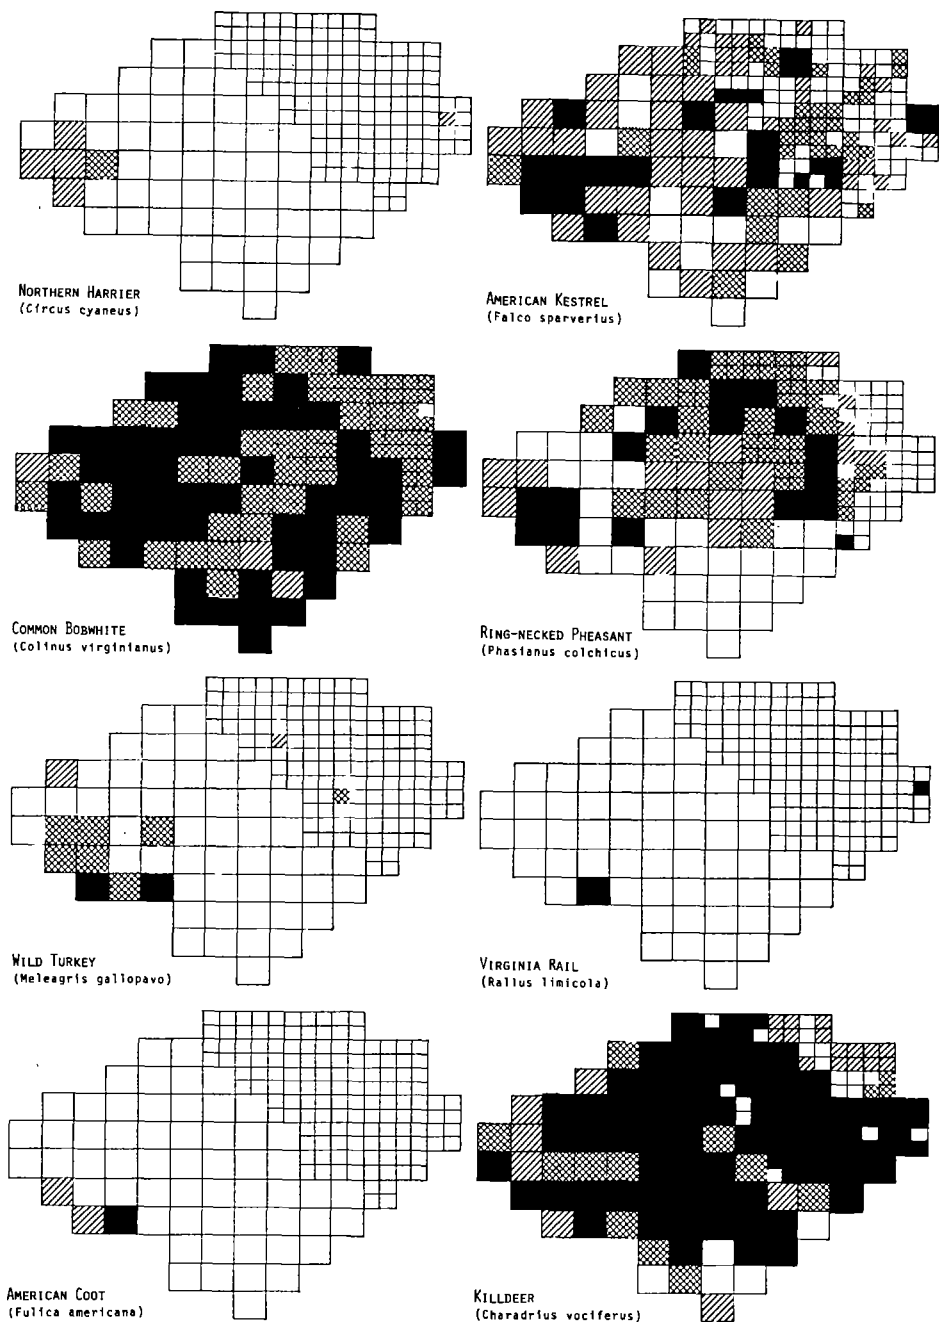 NORTHERN HARRIER
(Circus cyaneus)
AMERICAN KESTREL
(Falco sparverius)
COMMON BOBWHITE
(Colinus virginianus)
RING-NECKED PHEASANT
(Phasianus colchicus)
WILD TURKEY
(Meleagris gallopavo)
VIRGINIA RAIL
(Rallus limicola)
AMERICAN COOT
(Fulica americana)
KILLDEER
(Charadrius vociferus)